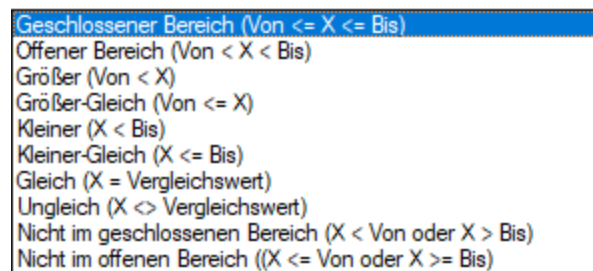 Geschlossener Bereich (Von <= X <= Bis)
Offener Bereich (Von < X < Bis)
Größer (Von < X)
Größer-Gleich (Von <= X)
Kleiner (X < Bis)
Kleiner-Gleich (X <= Bis)
Gleich (X = Vergleichswert)
Ungleich (X <> Vergleichswert)
Nicht im geschlossenen Bereich (X < Von oder X > Bis)
Nicht im offenen Bereich ((X <= Von oder X >= Bis)